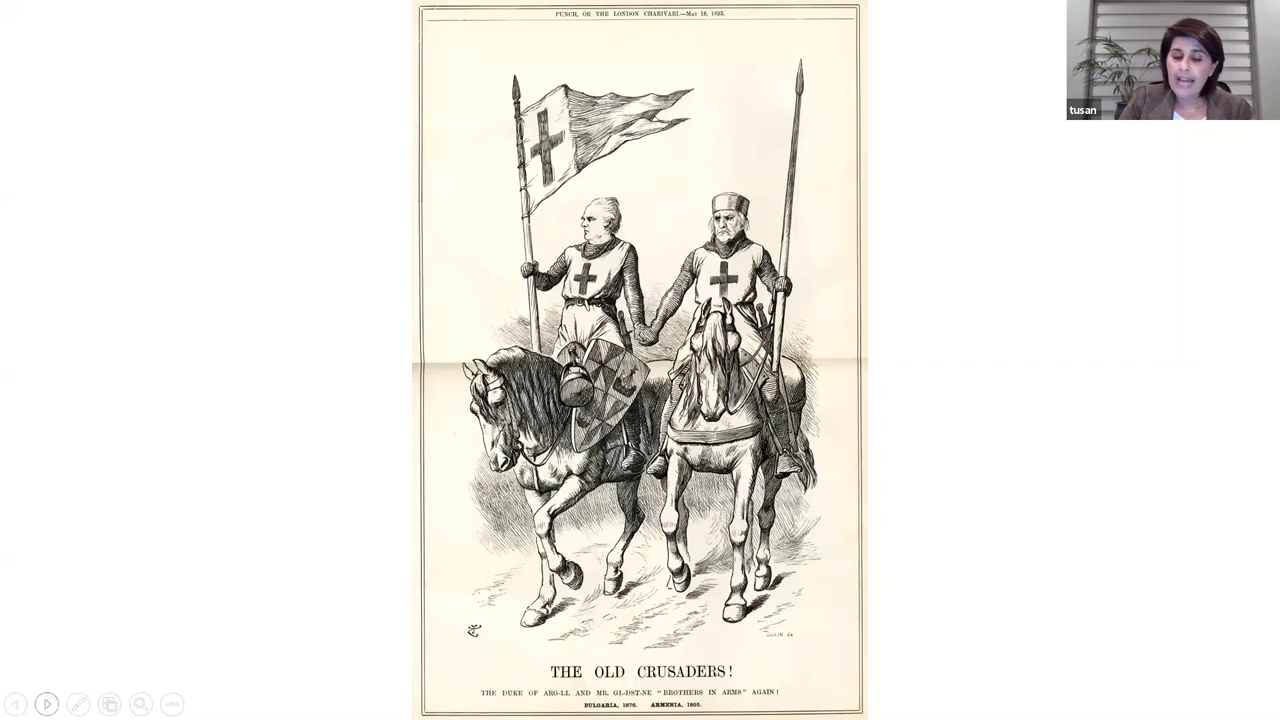 PUNCH, OR THE LONDON CHARIVARI.—May 18, 1895.
tusan
THE OLD CRUSADERS!
THE DUKE OF ARG-LL AND MR. GL-DST-NE "BROTHERS IN ARMS" AGAIN!
BULGARIA, 1876. ARMENIA, 1895.